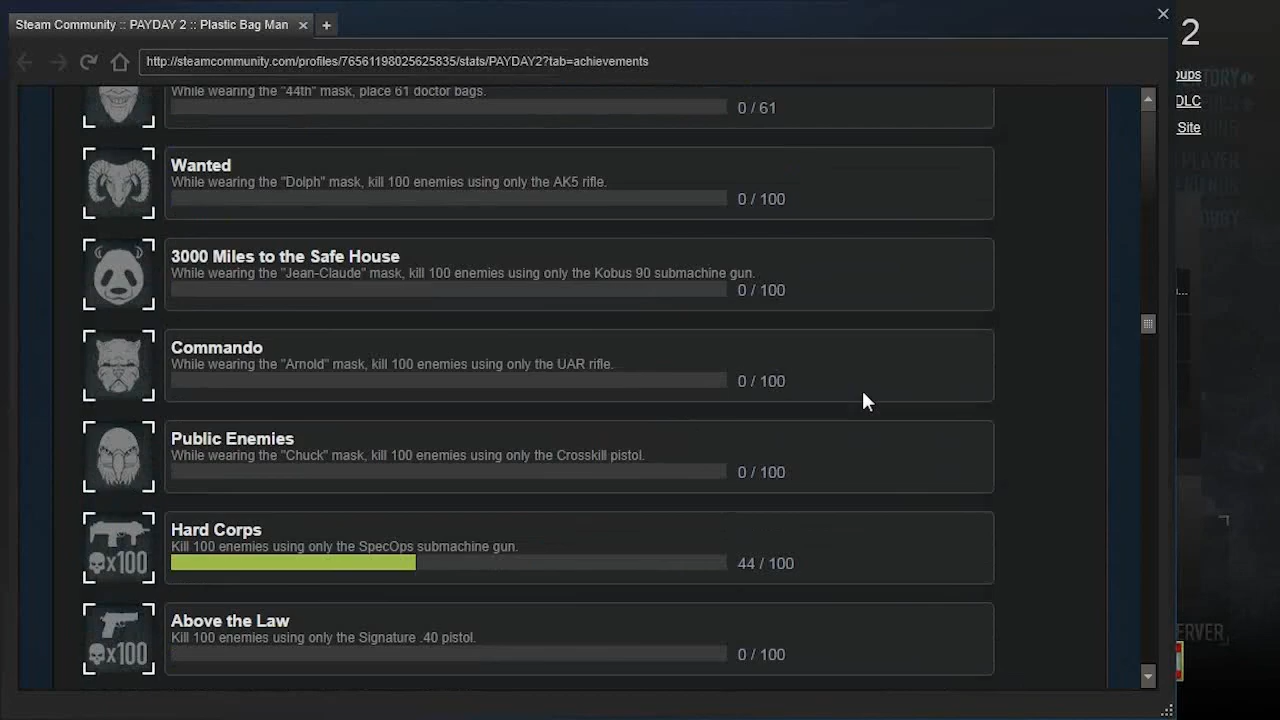 Steam Community :: PAYDAY 2 :: Plastic Bag Man
2
http://steamcommunity.com/profiles/76561198025625835/stats/PAYDAY2?tab=achievements
oups
DLC
Site
PLAYER
While wearing the "44th" mask, place 61 doctor bags.
0 / 61
Wanted
While wearing the "Dolph" mask, kill 100 enemies using only the AK5 rifle.
0 / 100
3000 Miles to the Safe House
While wearing the "Jean-Claude" mask, kill 100 enemies using only the Kobus 90 submachine gun.
0 / 100
Commando
While wearing the "Arnold" mask, kill 100 enemies using only the UAR rifle.
0 / 100
Public Enemies
While wearing the "Chuck" mask, kill 100 enemies using only the Crosskill pistol.
0 / 100
Hard Corps
Kill 100 enemies using only the SpecOps submachine gun.
x100
44 / 100
Above the Law
Kill 100 enemies using only the Signature .40 pistol.
x100
0 / 100
ERVER